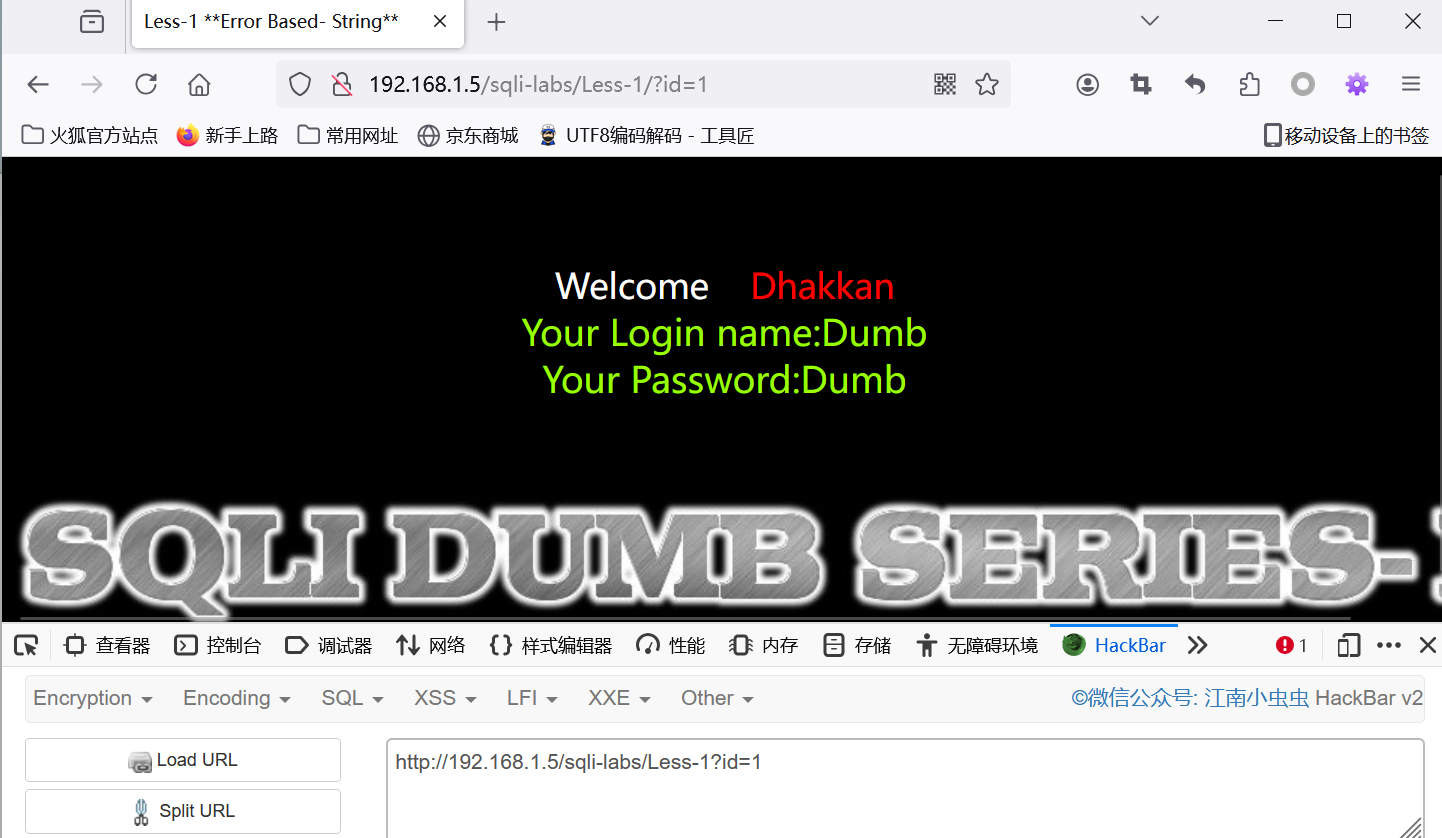 Less-1 **Error Based- String**
192.168.1.5/sqli-labs/Less-1/?id=1
火狐官方站点 新手上路 常用网址 京东商城 UTF8编码解码 - 工具匠 移动设备上的书签
Welcome Dhakkan
Your Login name:Dumb
Your Password:Dumb
SQLI DUMB SERIES-
查看器 控制台 调试器 网络 样式编辑器 性能 内存 存储 无障碍环境 HackBar 1
Encryption Encoding SQL XSS LFI XXE Other ©微信公众号: 江南小虫虫 HackBar v2
Load URL http://192.168.1.5/sqli-labs/Less-1?id=1
Split URL